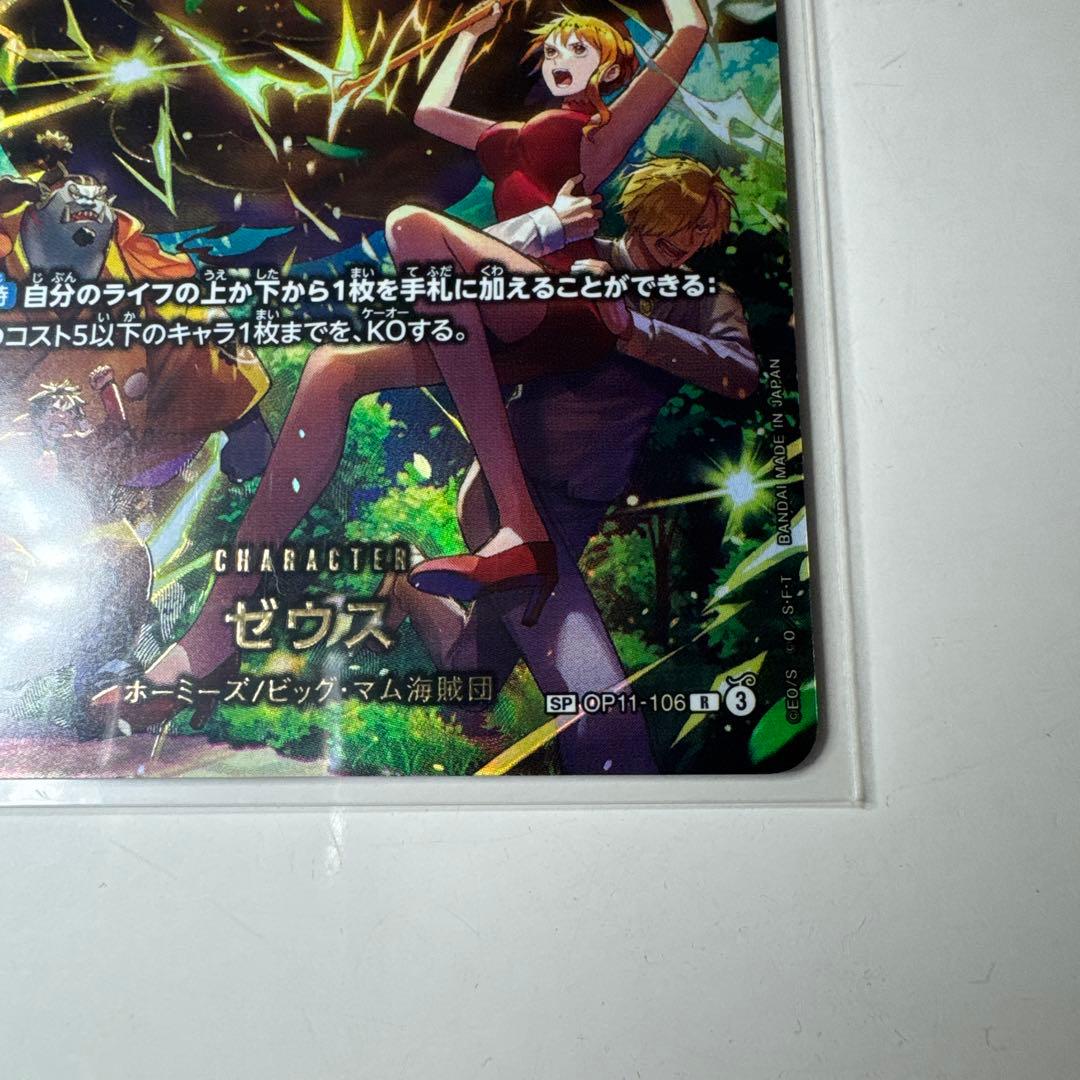 時 自分のライフの上か下から1枚を手札に加えることができる:
のコスト5以下のキャラ1枚までを、KOする。
CHARACTER
ゼウス
ホーミーズ/ビッグ・マム海賊団
SP OP11-106 R 3
©EO/S ©O/S・F・T BANDAI MADE IN JAPAN